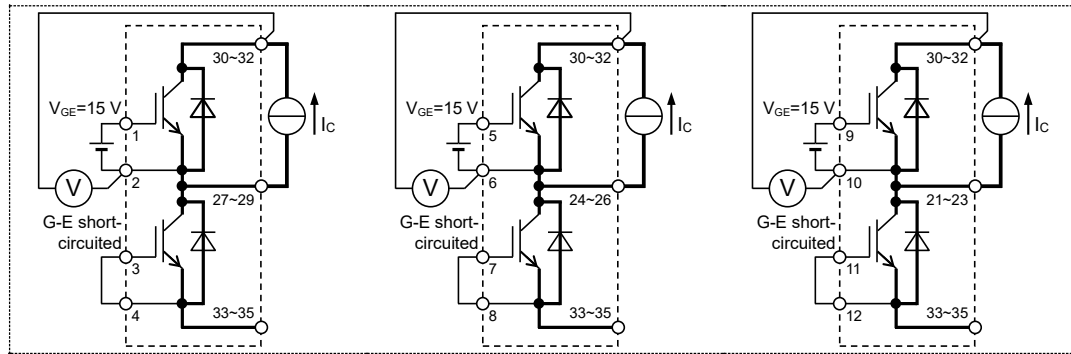 30~32
V_GE=15 V
1
I_C
V
2
27~29
G-E short-
circuited
3
4
33~35
30~32
V_GE=15 V
5
I_C
V
6
24~26
G-E short-
circuited
7
8
33~35
30~32
V_GE=15 V
9
I_C
V
10
21~23
G-E short-
circuited
11
12
33~35